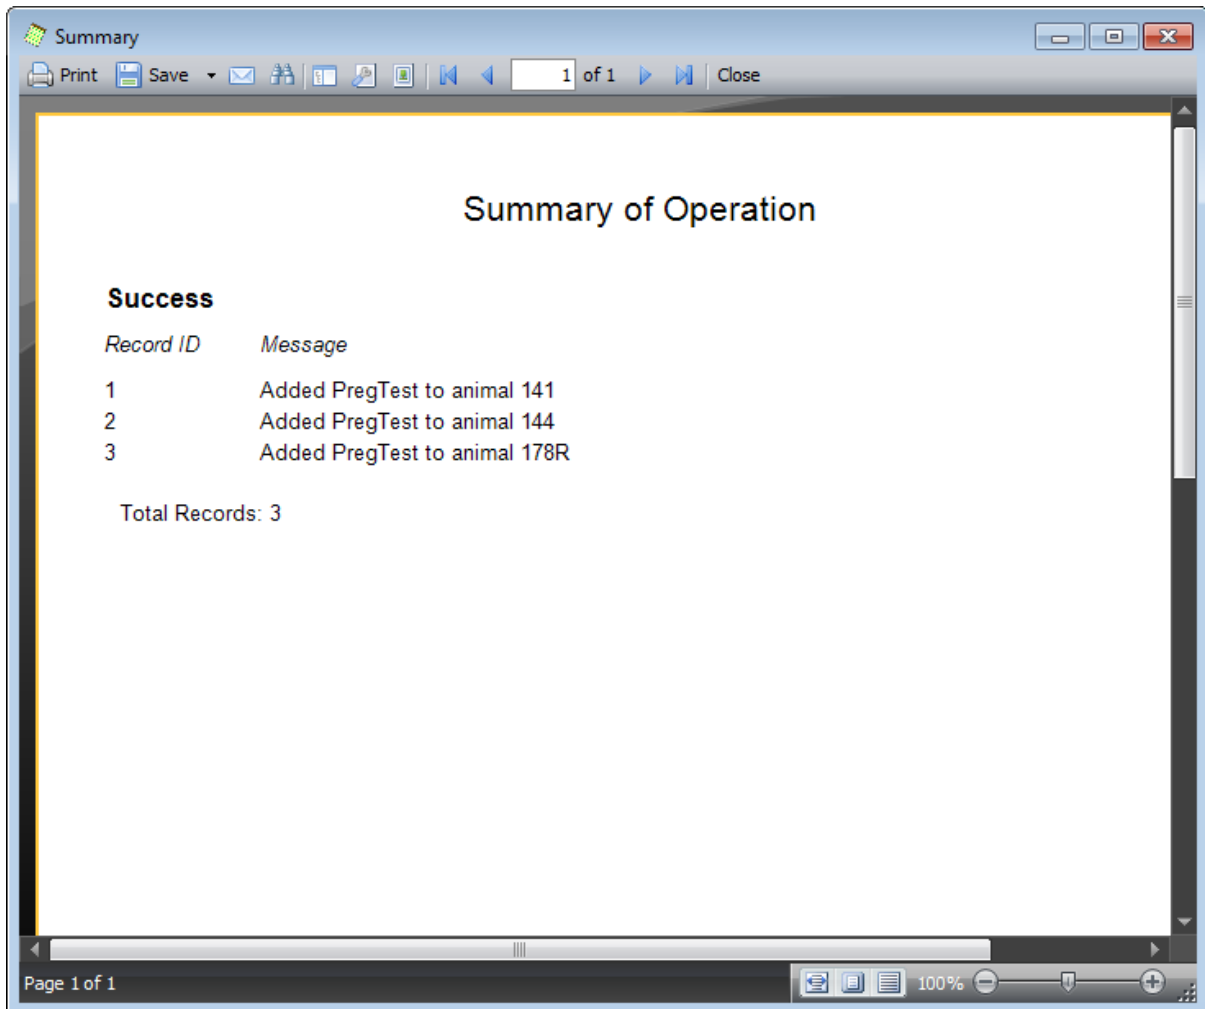 Summary
Print Save 1 of 1 Close
Summary of Operation
Success
Record ID Message
1 Added PregTest to animal 141
2 Added PregTest to animal 144
3 Added PregTest to animal 178R
Total Records: 3
Page 1 of 1 100%